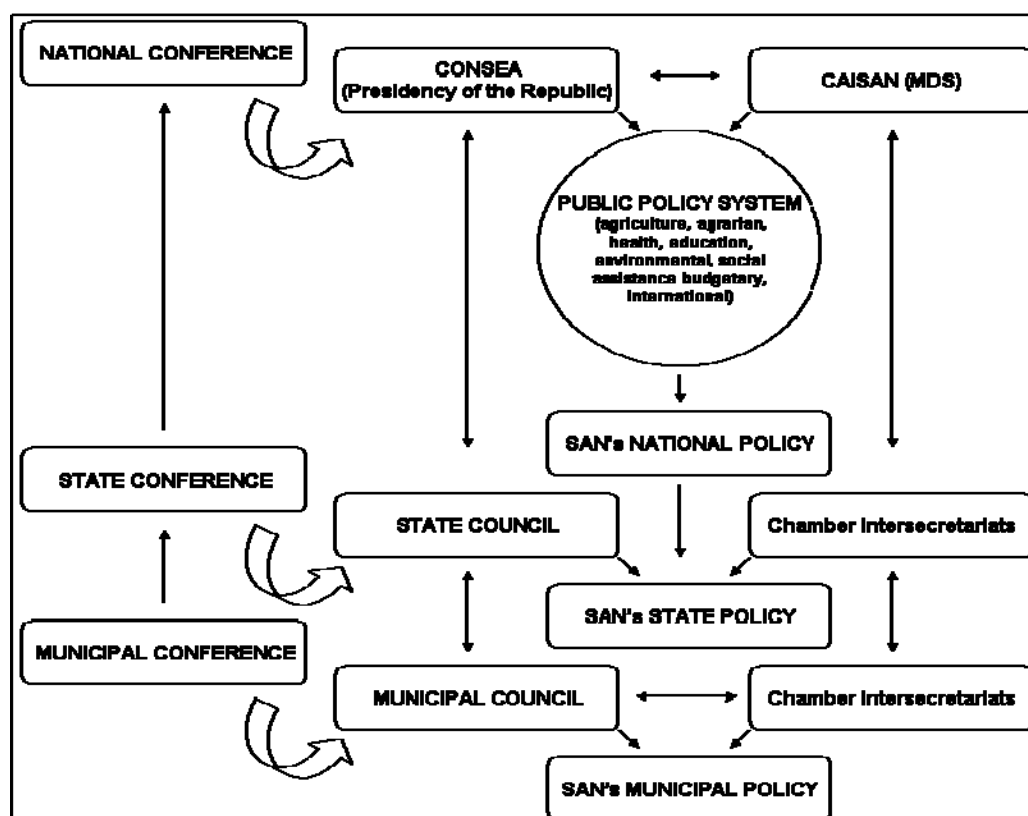 NATIONAL CONFERENCE
CONSEA
(Presidency of the Republic)
CAISAN (MDS)
PUBLIC POLICY SYSTEM
(agriculture, agrarian,
health, education,
environmental, social
assistance budgetary,
international)
SAN's NATIONAL POLICY
STATE CONFERENCE
STATE COUNCIL
Chamber Intersecretariats
SAN's STATE POLICY
MUNICIPAL CONFERENCE
MUNICIPAL COUNCIL
Chamber Intersecretariats
SAN's MUNICIPAL POLICY